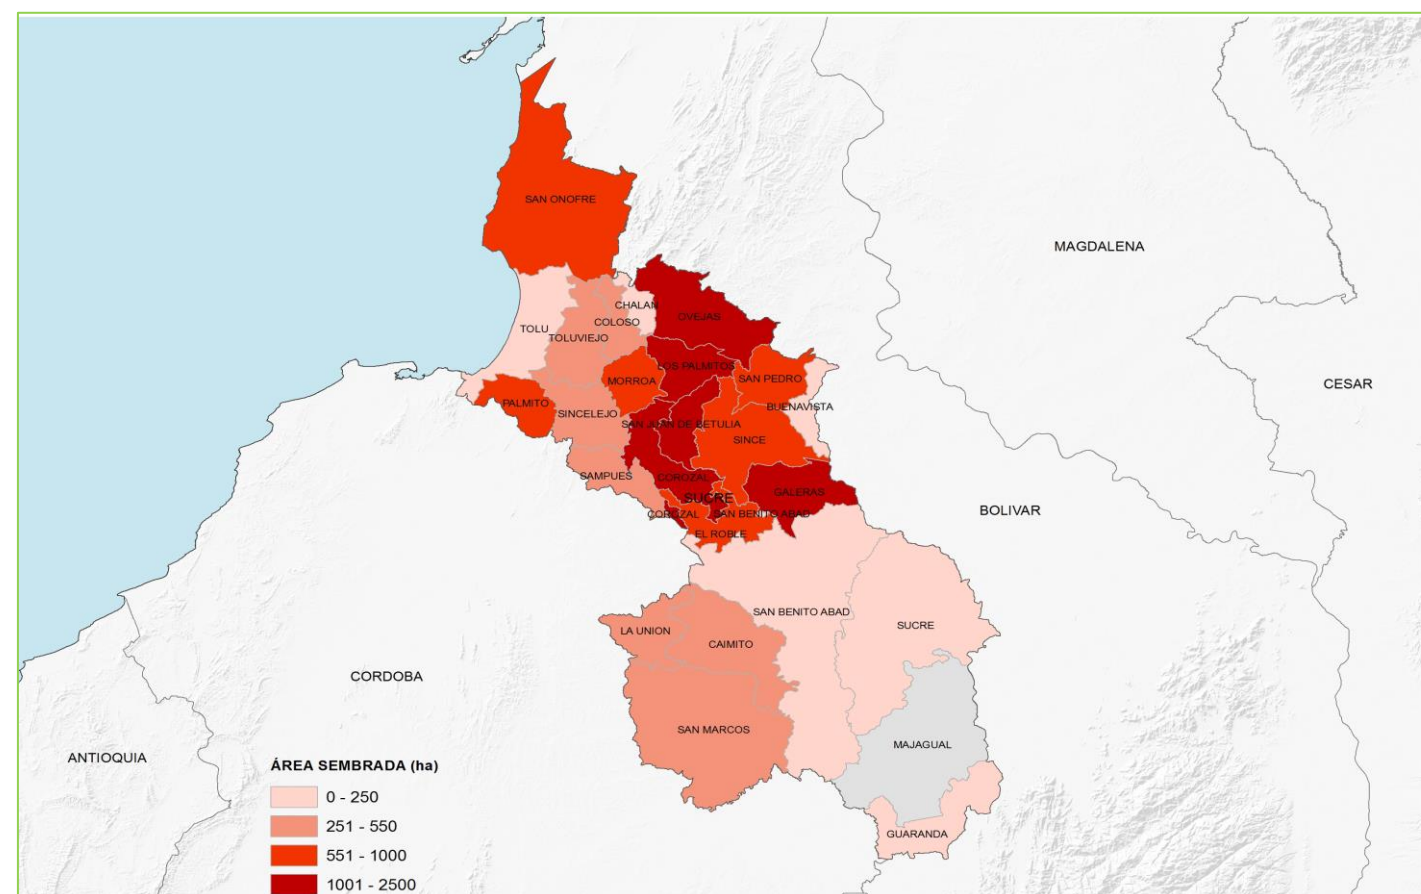 SAN ONOFRE
MAGDALENA
CHALAN
OVEJAS
COLOSO
TOLU
TOLUVIEJO
LOS PALMITOS
MORROA
SAN PEDRO
CESAR
PALMITO
BUENAVISTA
SINCELEJO
SAN JUAN DE BETULIA
SINCE
SAMPUES
COROZAL
GALERAS
SUCRE
COROZAL
SAN BENITO ABAD
BOLIVAR
EL ROBLE
SAN BENITO ABAD
SUCRE
LA UNION
CAIMITO
CORDOBA
SAN MARCOS
MAJAGUAL
ANTIOQUIA
ÁREA SEMBRADA (ha)
0 - 250
251 - 550
551 - 1000
1001 - 2500
GUARANDA